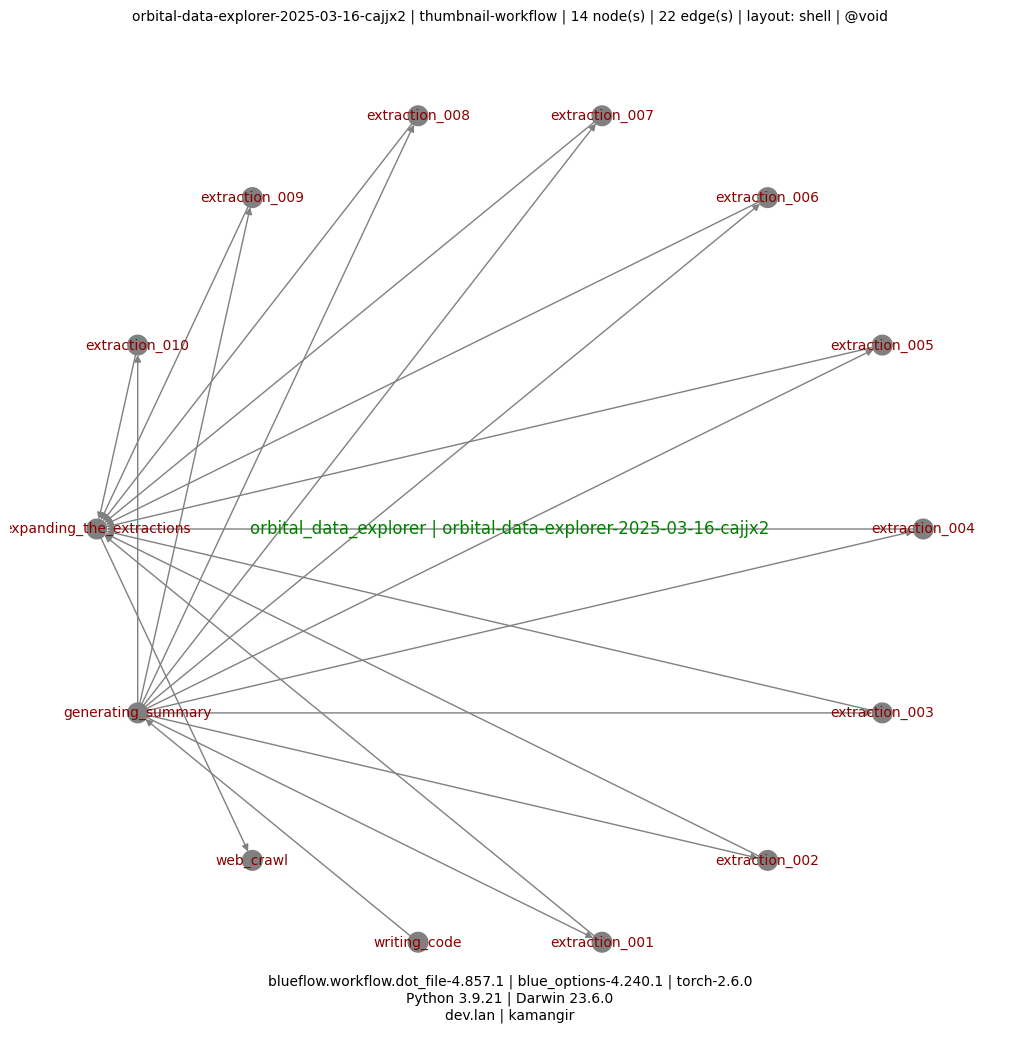 orbital-data-explorer-2025-03-16-cajjx2 | thumbnail-workflow | 14 node(s) | 22 edge(s) | layout: shell | @void
extraction_008
extraction_007
extraction_009
extraction_006
extraction_010
extraction_005
xpanding_the_extractions
orbital_data_explorer | orbital-data-explorer-2025-03-16-cajjx2
extraction_004
generating_summary
extraction_003
web_crawl
extraction_002
writing_code
extraction_001
blueflow.workflow.dot_file-4.857.1 | blue_options-4.240.1 | torch-2.6.0
Python 3.9.21 | Darwin 23.6.0
dev.lan | kamangir